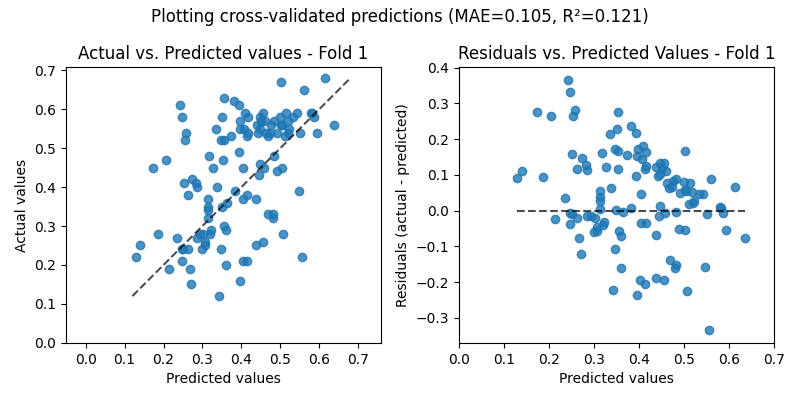 Plotting cross-validated predictions (MAE=0.105, R²=0.121)
Actual vs. Predicted values - Fold 1
0.7
0.6
0.5
0.4
0.3
0.2
0.1
0.0
Actual values
0.0 0.1 0.2 0.3 0.4 0.5 0.6 0.7
Predicted values
Residuals vs. Predicted Values - Fold 1
0.4
0.3
0.2
0.1
0.0
−0.1
−0.2
−0.3
Residuals (actual - predicted)
0.0 0.1 0.2 0.3 0.4 0.5 0.6 0.7
Predicted values